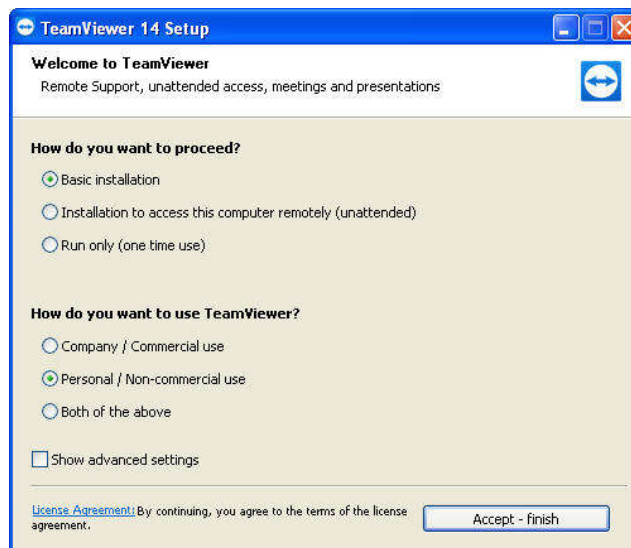 TeamViewer 14 Setup
Welcome to TeamViewer
Remote Support, unattended access, meetings and presentations
How do you want to proceed?
Basic installation
Installation to access this computer remotely (unattended)
Run only (one time use)
How do you want to use TeamViewer?
Company / Commercial use
Personal / Non-commercial use
Both of the above
Show advanced settings
License Agreement: By continuing, you agree to the terms of the license
agreement.
Accept - finish